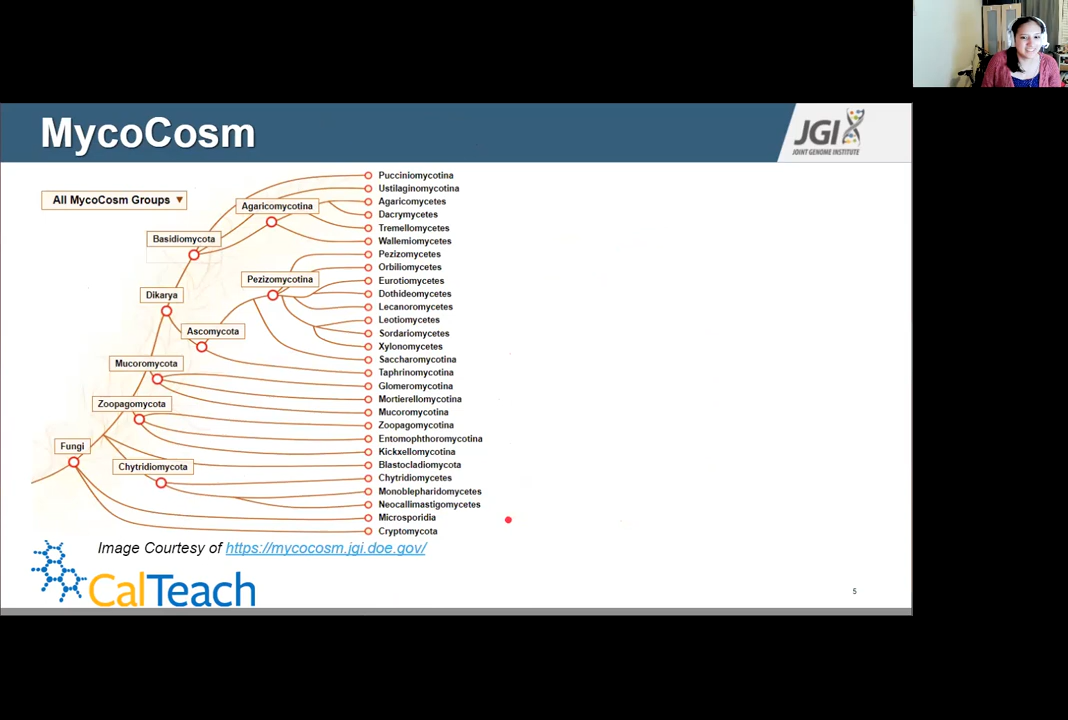 MycoCosm
JGI
JOINT GENOME INSTITUTE
All MycoCosm Groups
Pucciniomycotina
Ustilaginomycotina
Agaricomycotina
Agaricomycetes
Dacrymycetes
Tremellomycetes
Basidiomycota
Wallemiomycetes
Pezizomycetes
Orbiliomycetes
Pezizomycotina
Eurotiomycetes
Dikarya
Dothideomycetes
Lecanoromycetes
Leotiomycetes
Ascomycota
Sordariomycetes
Xylonomycetes
Saccharomycotina
Mucoromycota
Taphrinomycotina
Glomeromycotina
Mortierellomycotina
Zoopagomycota
Mucoromycotina
Zoopagomycotina
Entomophthoromycotina
Fungi
Kickxellomycotina
Blastocladiomycota
Chytridiomycota
Chytridiomycetes
Monoblepharidomycetes
Neocallimastigomycetes
Microsporidia
Cryptomycota
Image Courtesy of https://mycocosm.jgi.doe.gov/
CalTeach
5